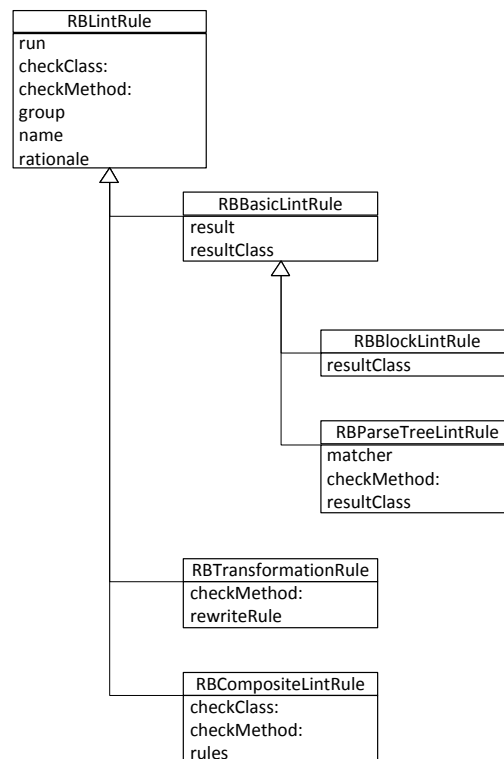 RBLintRule
run
checkClass:
checkMethod:
group
name
rationale
RBBasicLintRule
result
resultClass
RBBlockLintRule
resultClass
RBParseTreeLintRule
matcher
checkMethod:
resultClass
RBTransformationRule
checkMethod:
rewriteRule
RBCompositeLintRule
checkClass:
checkMethod:
rules